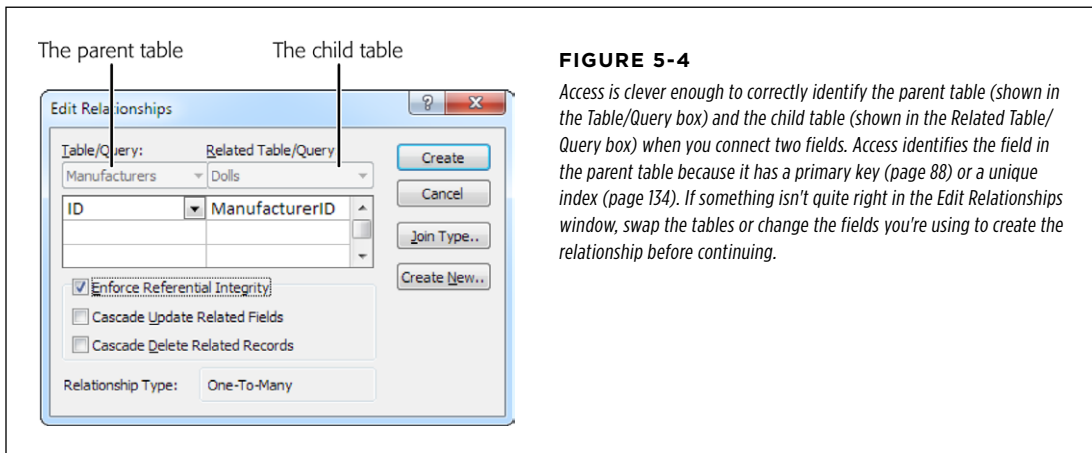 The parent table
The child table
Edit Relationships
Table/Query:
Related Table/Query
Manufacturers
Dolls
ID
ManufacturerID
Enforce Referential Integrity
Cascade Update Related Fields
Cascade Delete Related Records
Relationship Type:
One-To-Many
Create
Cancel
Join Type..
Create New..
FIGURE 5-4
Access is clever enough to correctly identify the parent table (shown in
the Table/Query box) and the child table (shown in the Related Table/
Query box) when you connect two fields. Access identifies the field in
the parent table because it has a primary key (page 88) or a unique
index (page 134). If something isn't quite right in the Edit Relationships
window, swap the tables or change the fields you're using to create the
relationship before continuing.